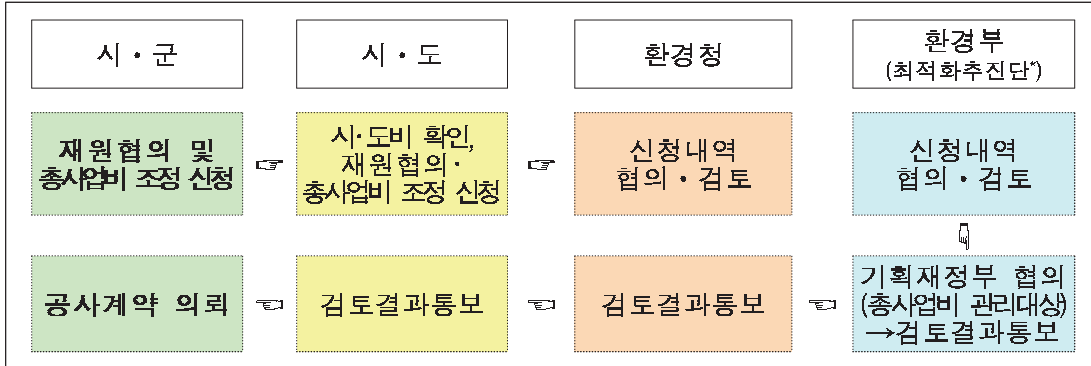 시·군
시·도
환경청
환경부
(최적화추진단*)
재원협의 및
총사업비 조정 신청
☞
시·도비 확인,
재원협의·
총사업비 조정 신청
☞
신청내역
협의·검토
신청내역
협의·검토
☟
공사계약 의뢰
☜
검토결과통보
☜
검토결과통보
☜
기획재정부 협의
(총사업비 관리대상)
→검토결과통보